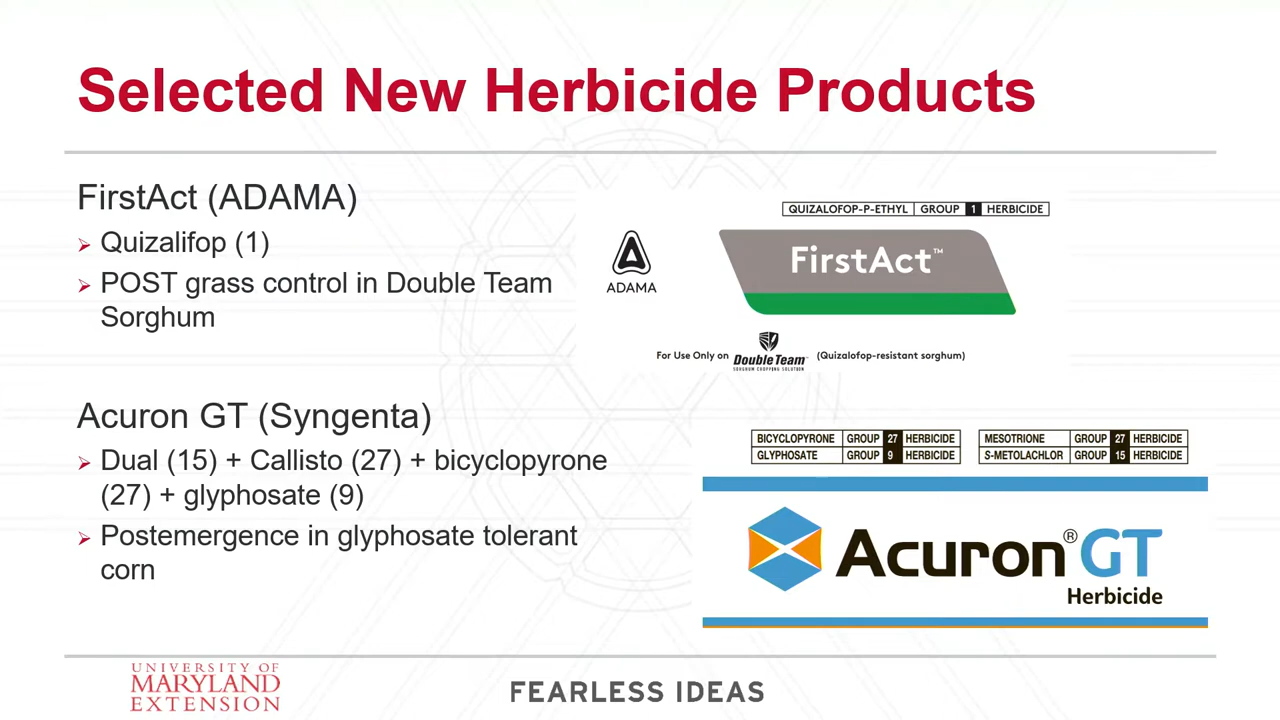 Selected New Herbicide Products
FirstAct (ADAMA)
Quizalifop (1)
POST grass control in Double Team
Sorghum
QUIZALOFOP-P-ETHYL GROUP 1 HERBICIDE
FirstAct™
ADAMA
For Use Only on DoubleTeam (Quizalofop-resistant sorghum)
SORGHUM CROPPING SOLUTION
Acuron GT (Syngenta)
Dual (15) + Callisto (27) + bicyclopyrone
(27) + glyphosate (9)
Postemergence in glyphosate tolerant
corn
BICYCLOPYRONE GROUP 27 HERBICIDE
GLYPHOSATE GROUP 9 HERBICIDE
MESOTRIONE GROUP 27 HERBICIDE
S-METOLACHLOR GROUP 15 HERBICIDE
Acuron® GT
Herbicide
UNIVERSITY OF
MARYLAND
EXTENSION
FEARLESS IDEAS